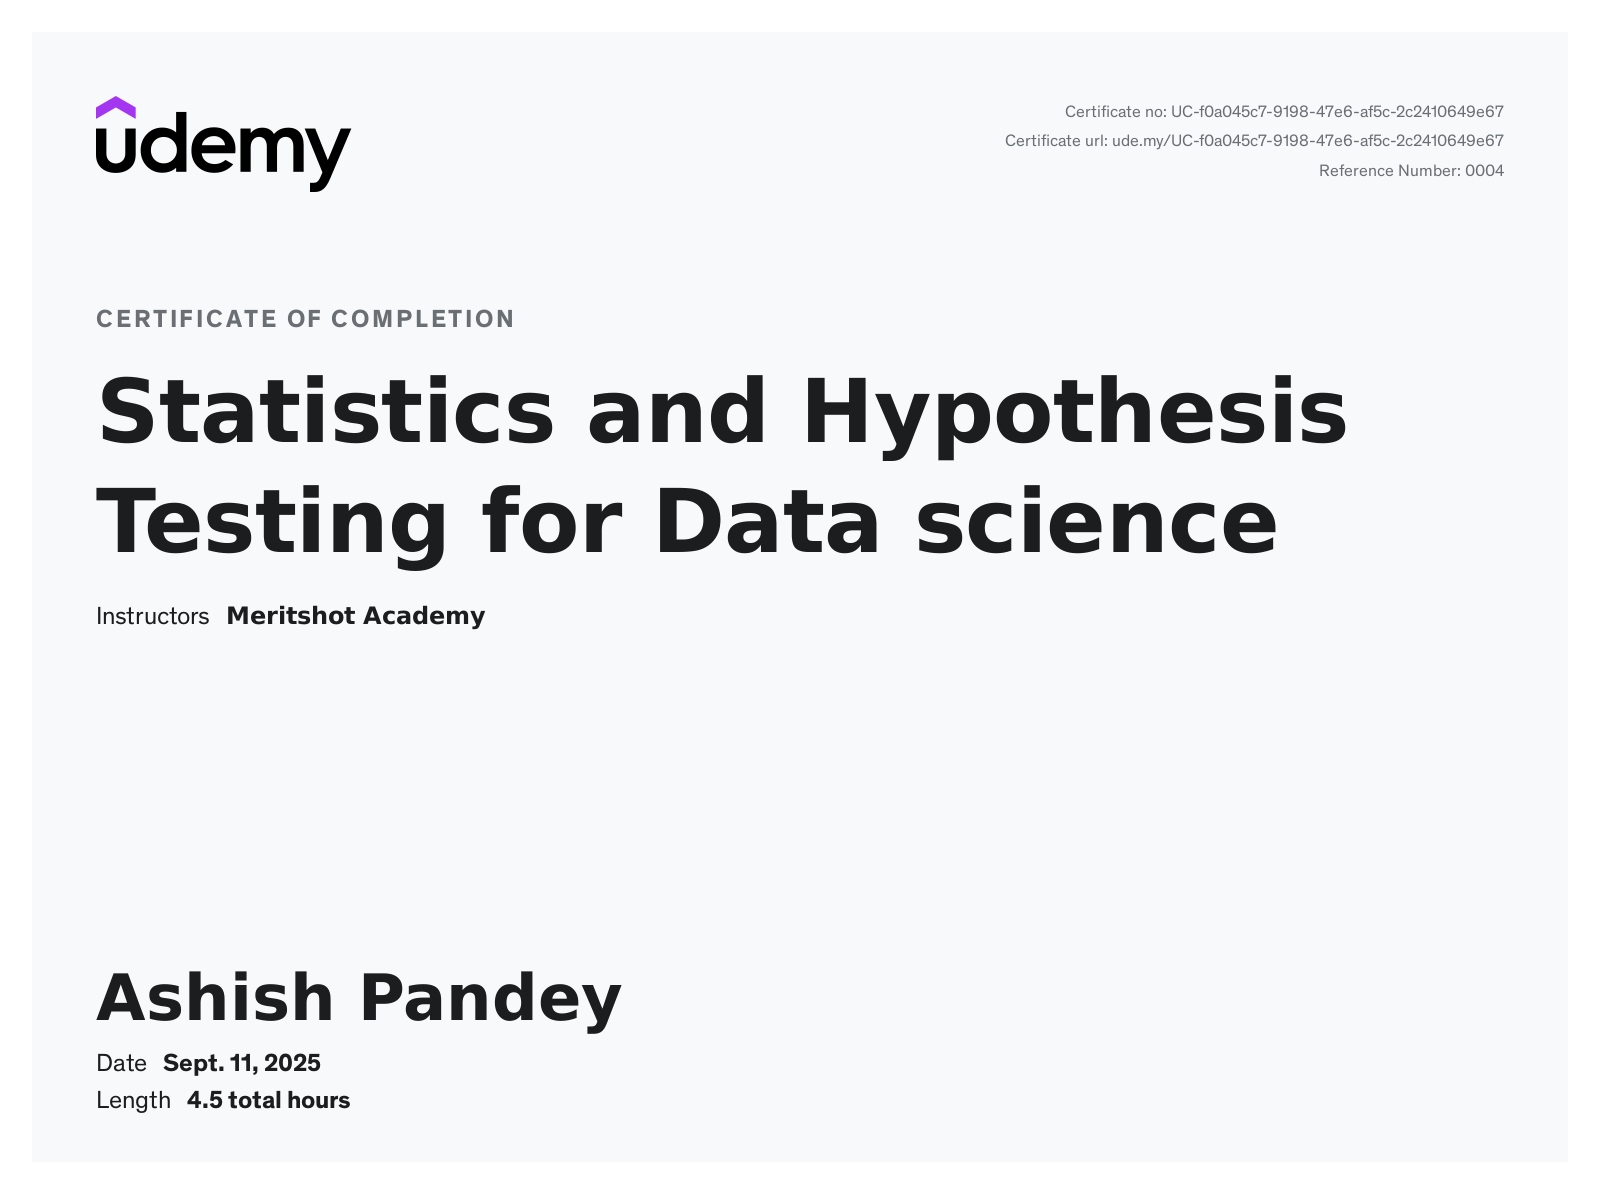 udemy
Certificate no: UC-f0a045c7-9198-47e6-af5c-2c2410649e67
Certificate url: ude.my/UC-f0a045c7-9198-47e6-af5c-2c2410649e67
Reference Number: 0004
CERTIFICATE OF COMPLETION
Statistics and Hypothesis
Testing for Data science
Instructors Meritshot Academy
Ashish Pandey
Date Sept. 11, 2025
Length 4.5 total hours